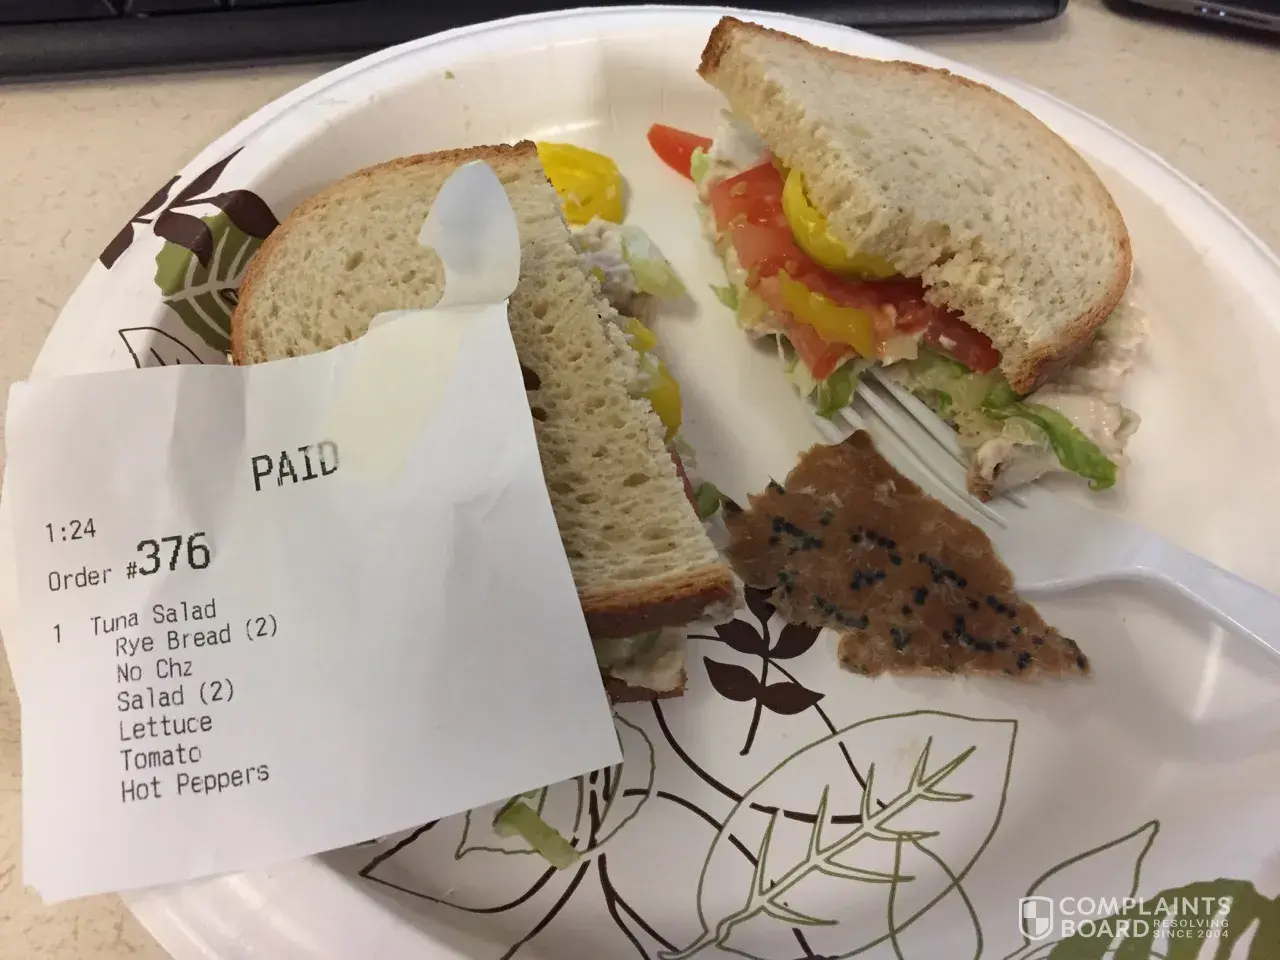 PAID
1:24
Order #376
1 Tuna Salad
Rye Bread (2)
No Chz
Salad (2)
Lettuce
Tomato
Hot Peppers
COMPLAINTS
BOARD RESOLVING
SINCE 2004